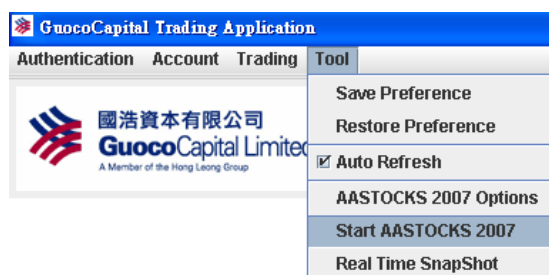 GuocoCapital Trading Application
Authentication Account Trading Tool
Save Preference
Restore Preference
Auto Refresh
AASTOCKS 2007 Options
Start AASTOCKS 2007
Real Time SnapShot
國浩資本有限公司
GuocoCapital Limited
A Member of the Hong Leong Group